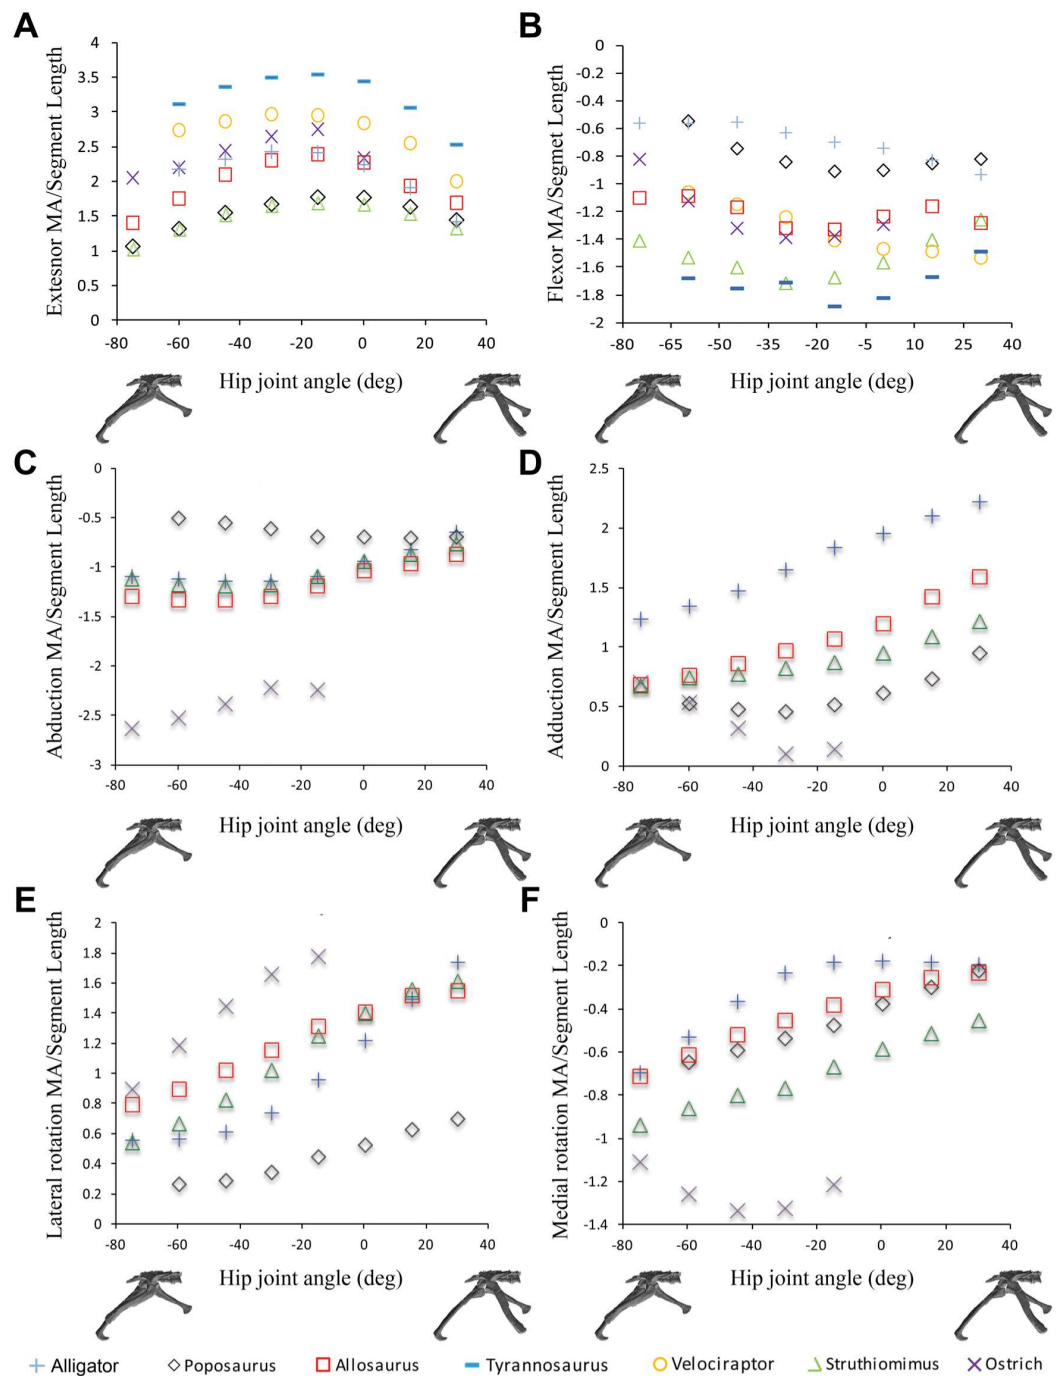 A
B
Extesnor MA/Segment Length
4
3.5
3
2.5
2
1.5
1
0.5
0
-80 -60 -40 -20 0 20 40
Hip joint angle (deg)
Flexor MA/Segmet Length
0
-0.2
-0.4
-0.6
-0.8
-1
-1.2
-1.4
-1.6
-1.8
-2
-80 -65 -50 -35 -20 -5 10 25 40
Hip joint angle (deg)
C
D
Abduction MA/Segment Length
0
-0.5
-1
-1.5
-2
-2.5
-3
-80 -60 -40 -20 0 20 40
Hip joint angle (deg)
Adduction MA/Segment Length
2.5
2
1.5
1
0.5
0
-80 -60 -40 -20 0 20 40
Hip joint angle (deg)
E
F
Lateral rotation MA/Segment Length
2
1.8
1.6
1.4
1.2
1
0.8
0.6
0.4
0.2
0
-80 -60 -40 -20 0 20 40
Hip joint angle (deg)
Medial rotation MA/Segment Length
0
-0.2
-0.4
-0.6
-0.8
-1
-1.2
-1.4
-80 -60 -40 -20 0 20 40
Hip joint angle (deg)
Alligator Poposaurus Allosaurus Tyrannosaurus Velociraptor Struthiomimus Ostrich